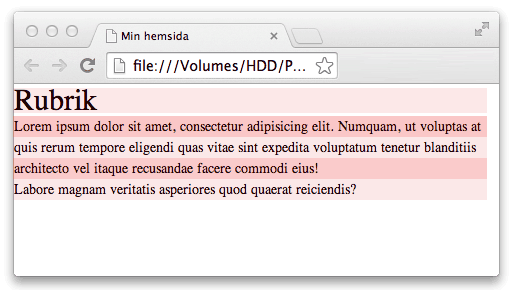 Min hemsida
file:///Volumes/HDD/P...
Rubrik
Lorem ipsum dolor sit amet, consectetur adipisicing elit. Numquam, ut voluptas at
quis rerum tempore eligendi quas vitae sint expedita voluptatum tenetur blanditiis
architecto vel itaque recusandae facere commodi eius!
Labore magnam veritatis asperiores quod quaerat reiciendis?